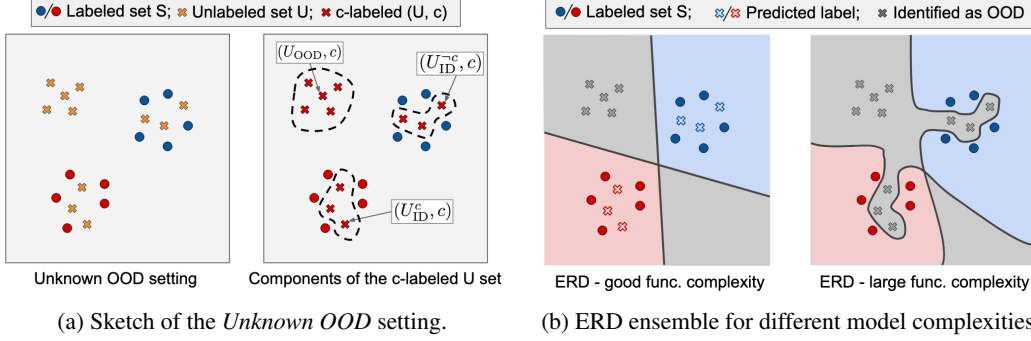 Labeled set S; Unlabeled set U; c-labeled (U, c)
Labeled set S; Predicted label; Identified as OOD
(U_OOD, c)
(U_ID^¬c, c)
(U_ID^c, c)
Unknown OOD setting
Components of the c-labeled U set
ERD - good func. complexity
ERD - large func. complexity
(a) Sketch of the Unknown OOD setting.
(b) ERD ensemble for different model complexities